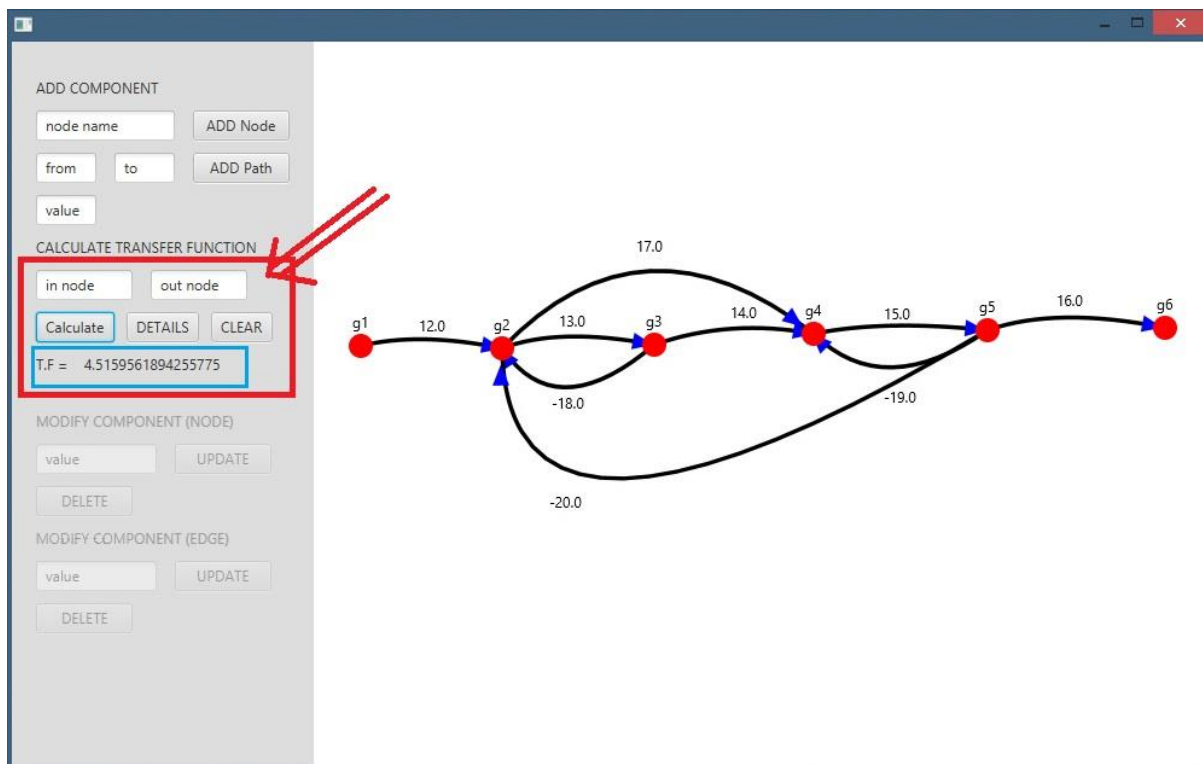 ADD COMPONENT
node name ADD Node
from to ADD Path
value
CALCULATE TRANSFER FUNCTION
in node out node
Calculate DETAILS CLEAR
T.F = 4.5159561894255775
MODIFY COMPONENT (NODE)
value UPDATE
DELETE
MODIFY COMPONENT (EDGE)
value UPDATE
DELETE
17.0
g1 12.0 g2 13.0 g3 14.0 g4 15.0 g5 16.0 g6
-18.0 -19.0
-20.0